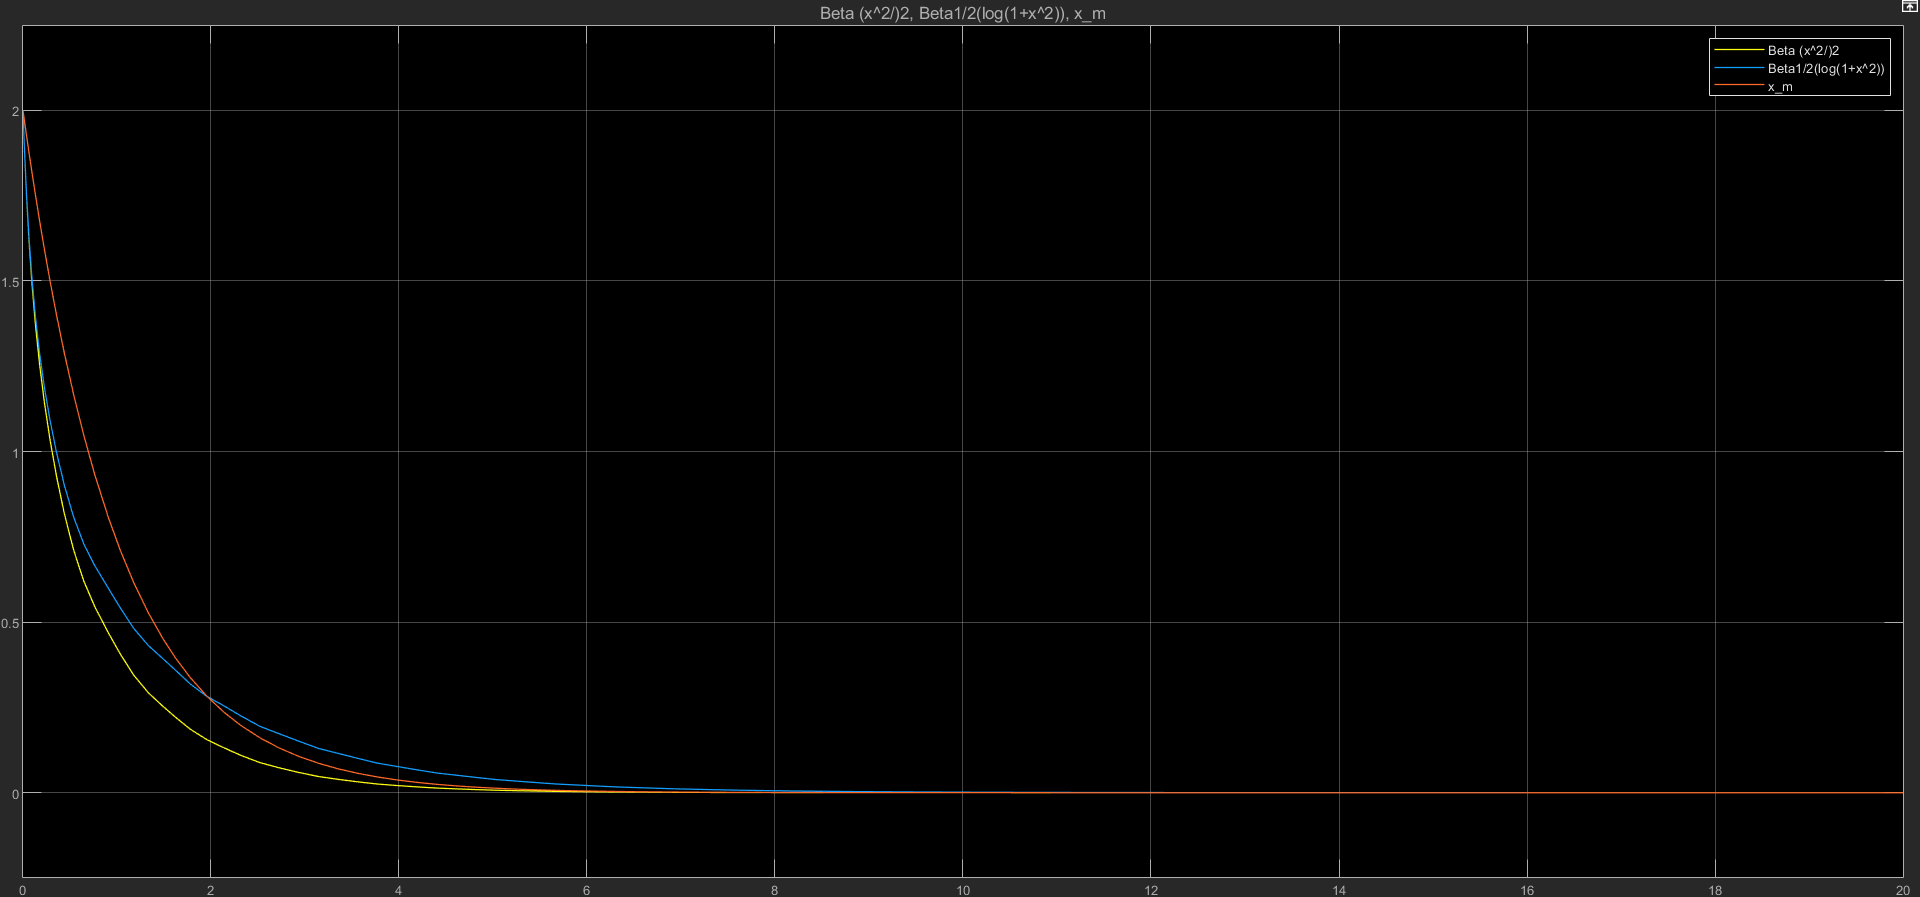 Beta (x^2/)2, Beta1/2(log(1+x^2)), x_m
Beta (x^2/)2
Beta1/2(log(1+x^2))
x_m
2
1.5
1
0.5
0
0 2 4 6 8 10 12 14 16 18 20